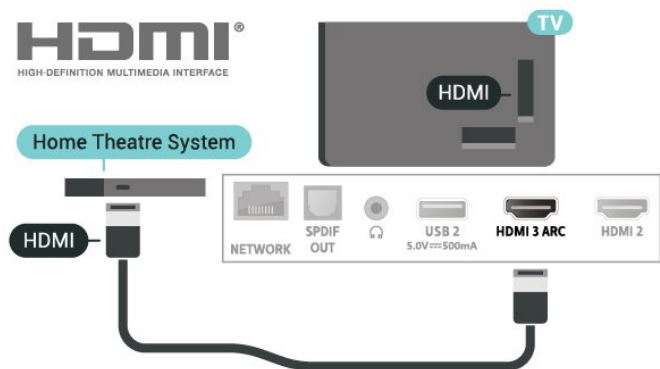 HDMI®
HIGH-DEFINITION MULTIMEDIA INTERFACE
TV
HDMI
Home Theatre System
HDMI
NETWORK
SPDIF
OUT
USB 2
5.0V⎓500mA
HDMI 3 ARC
HDMI 2